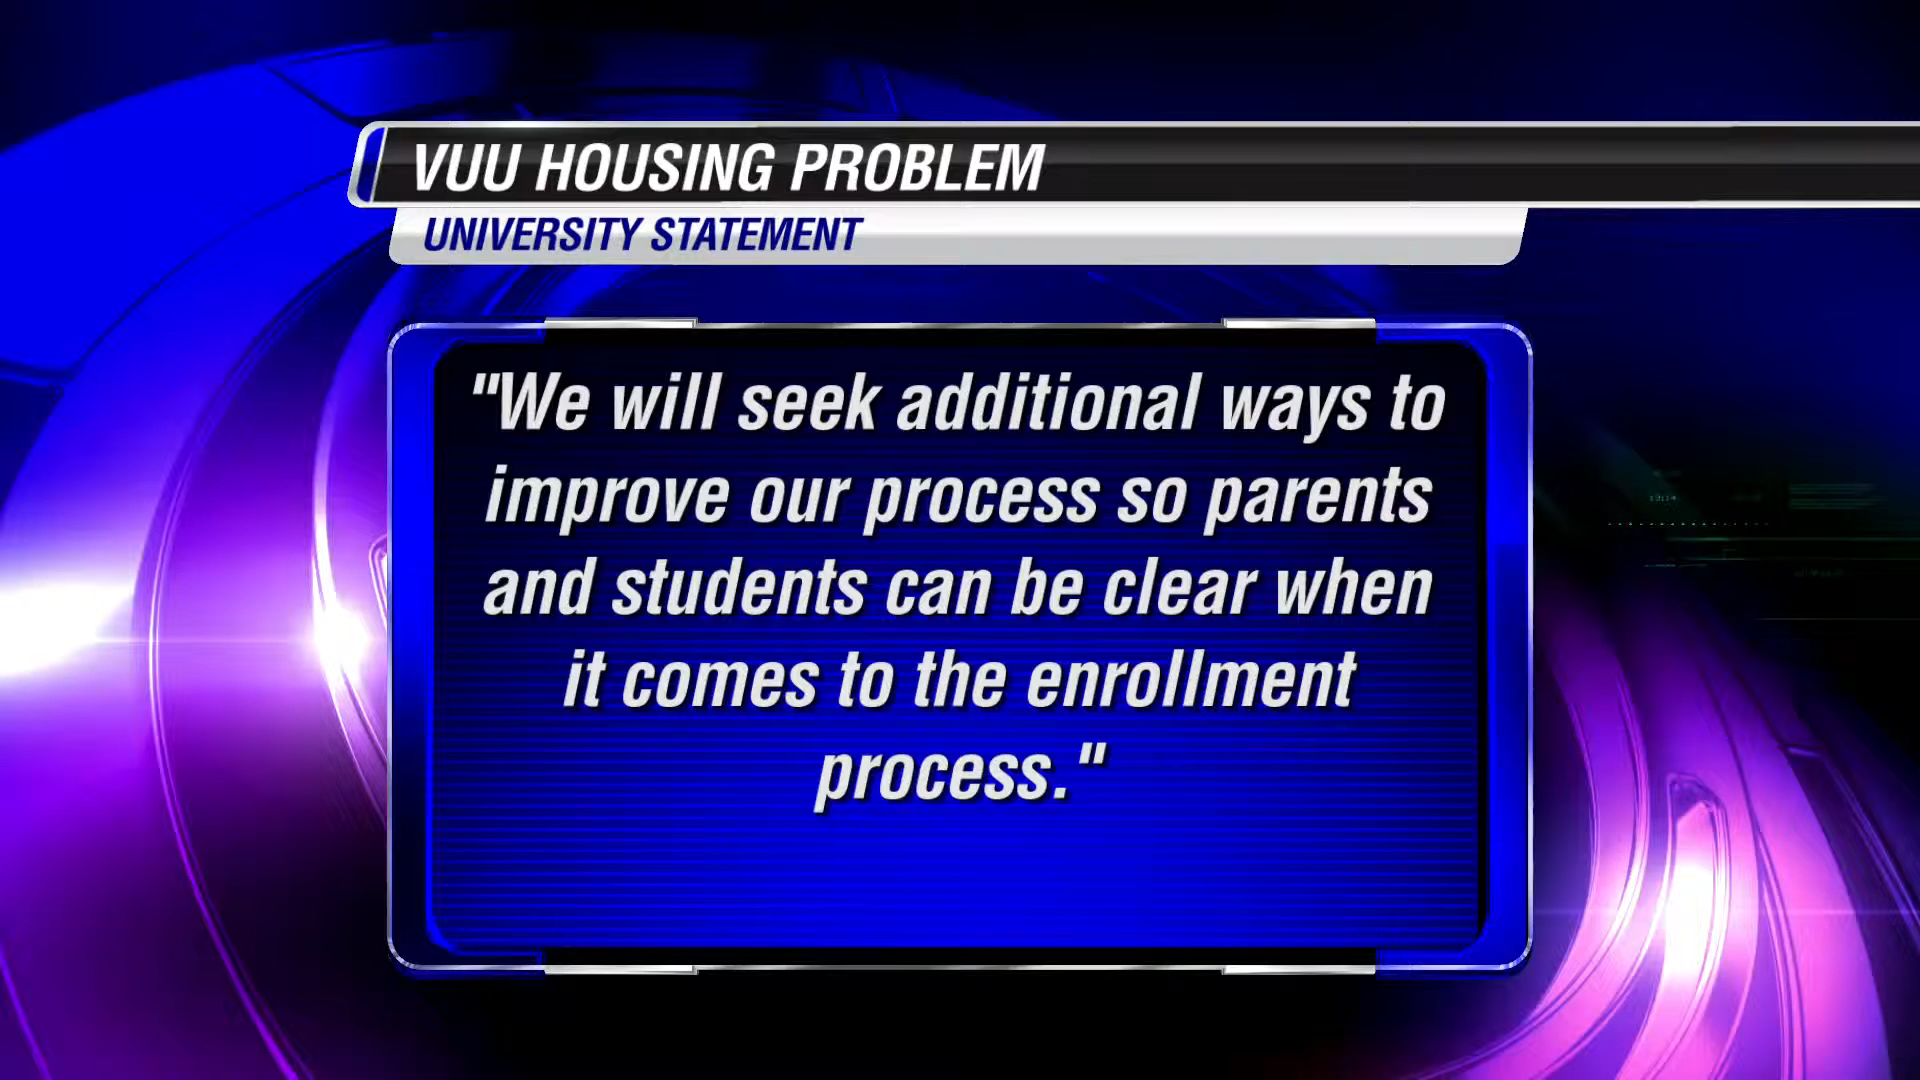 VUU HOUSING PROBLEM
UNIVERSITY STATEMENT
"We will seek additional ways to
improve our process so parents
and students can be clear when
it comes to the enrollment
process."